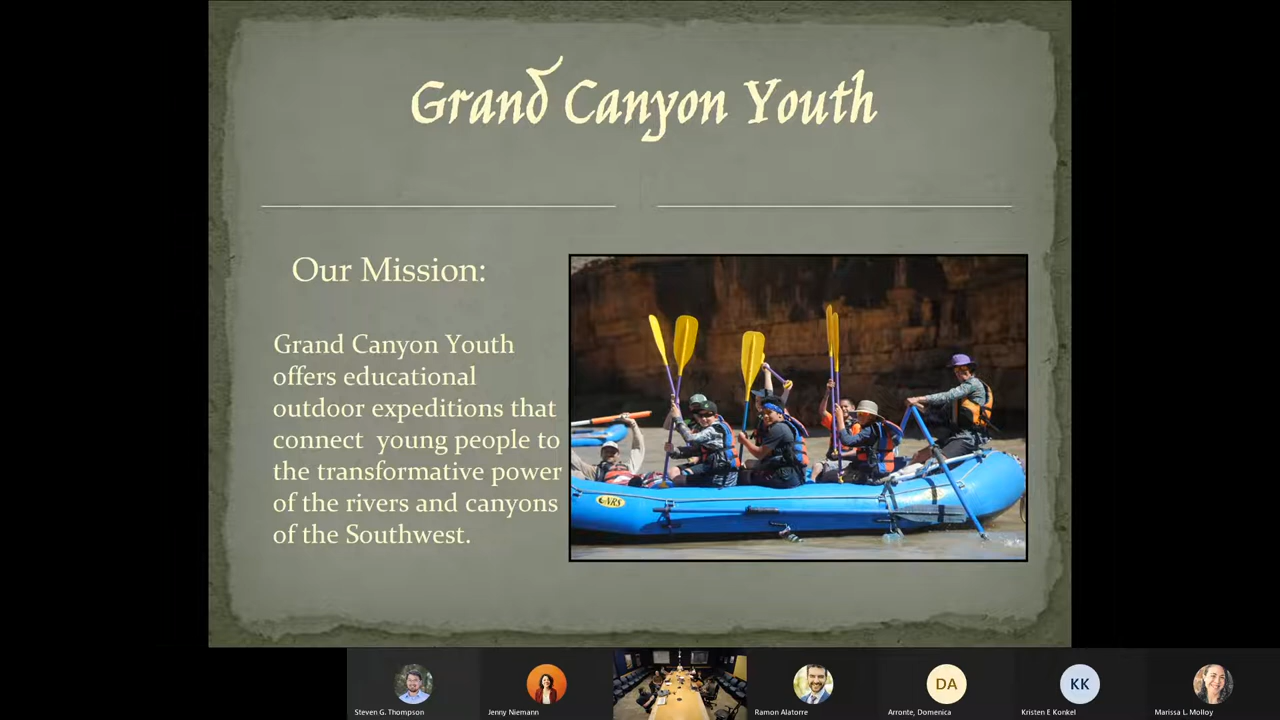 Grand Canyon Youth
Our Mission:
Grand Canyon Youth
offers educational
outdoor expeditions that
connect young people to
the transformative power
of the rivers and canyons
of the Southwest.
NRS
Steven G. Thompson
Jenny Niemann
Ramon Alatorre
DA
Arronte, Domenica
KK
Kristen E Konkel
Marissa L. Molloy